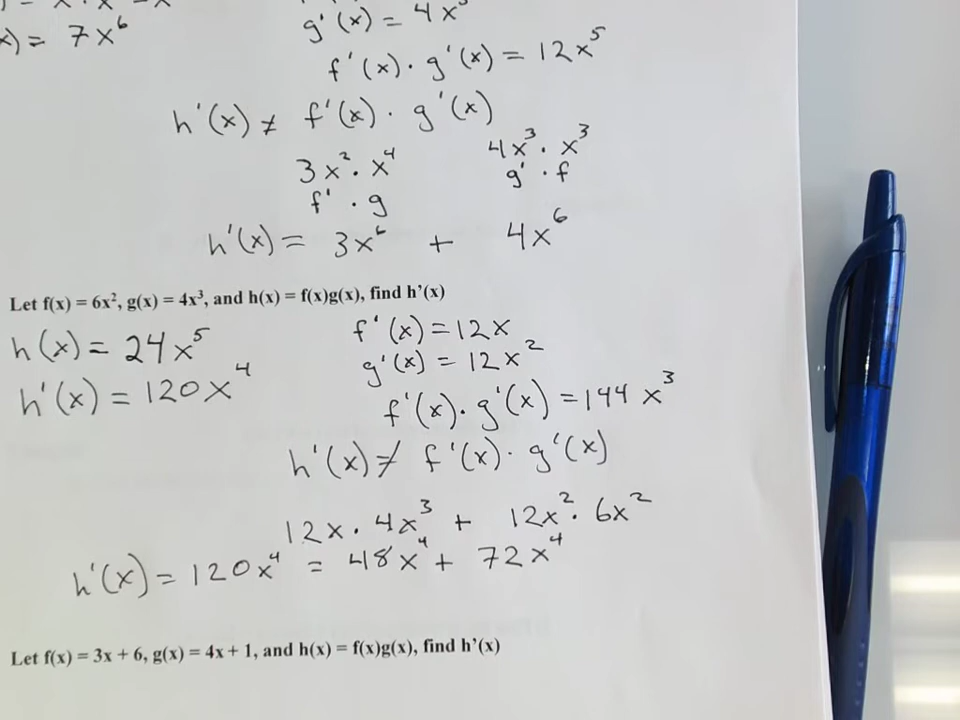 x) = 7x⁶
g'(x) = 4x³
f'(x) · g'(x) = 12x⁵
h'(x) ≠ f'(x) · g'(x)
3x² · x⁴ 4x³ · x³
f' · g g' · f
h'(x) = 3x⁶ + 4x⁶
Let f(x) = 6x², g(x) = 4x³, and h(x) = f(x)g(x), find h'(x)
h(x) = 24x⁵
h'(x) = 120x⁴
f'(x) = 12x
g'(x) = 12x²
f'(x) · g'(x) = 144x³
h'(x) ≠ f'(x) · g'(x)
12x · 4x³ + 12x² · 6x²
h'(x) = 120x⁴ = 48x⁴ + 72x⁴
Let f(x) = 3x + 6, g(x) = 4x + 1, and h(x) = f(x)g(x), find h'(x)